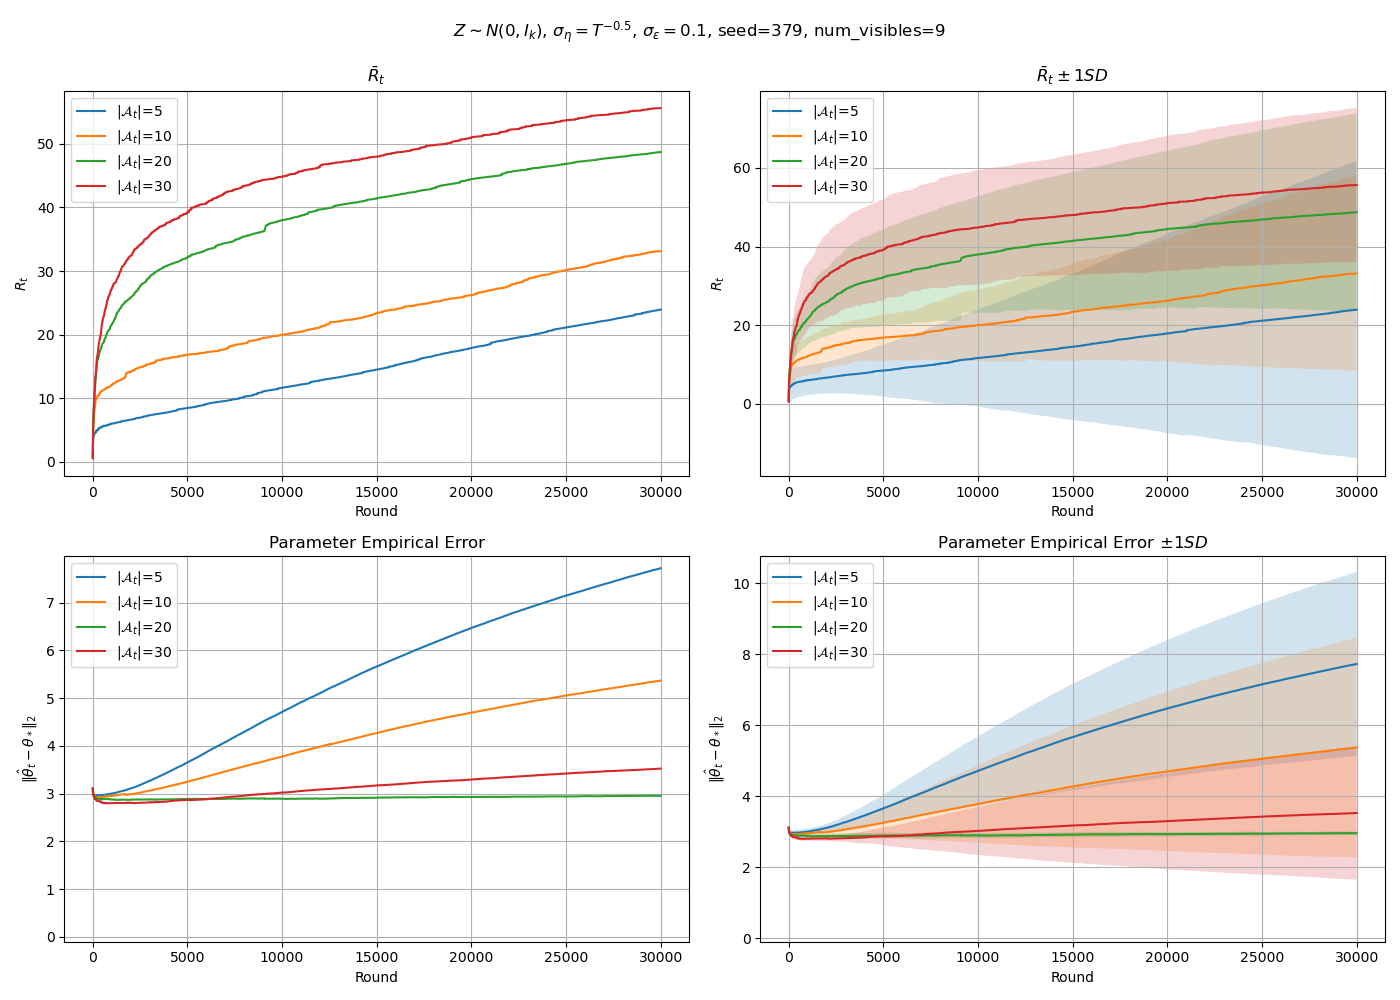 Z ∼ N(0, I_k), σ_η = T^{−0.5}, σ_ε = 0.1, seed=379, num_visibles=9
R̄_t
R_t
50
40
30
20
10
0
|𝒜_t|=5
|𝒜_t|=10
|𝒜_t|=20
|𝒜_t|=30
0 5000 10000 15000 20000 25000 30000
Round
R̄_t ± 1SD
R_t
60
40
20
0
|𝒜_t|=5
|𝒜_t|=10
|𝒜_t|=20
|𝒜_t|=30
0 5000 10000 15000 20000 25000 30000
Round
Parameter Empirical Error
‖θ̂_t − θ_*‖_2
7
6
5
4
3
2
1
0
|𝒜_t|=5
|𝒜_t|=10
|𝒜_t|=20
|𝒜_t|=30
0 5000 10000 15000 20000 25000 30000
Round
Parameter Empirical Error ±1SD
‖θ̂_t − θ_*‖_2
10
8
6
4
2
0
|𝒜_t|=5
|𝒜_t|=10
|𝒜_t|=20
|𝒜_t|=30
0 5000 10000 15000 20000 25000 30000
Round